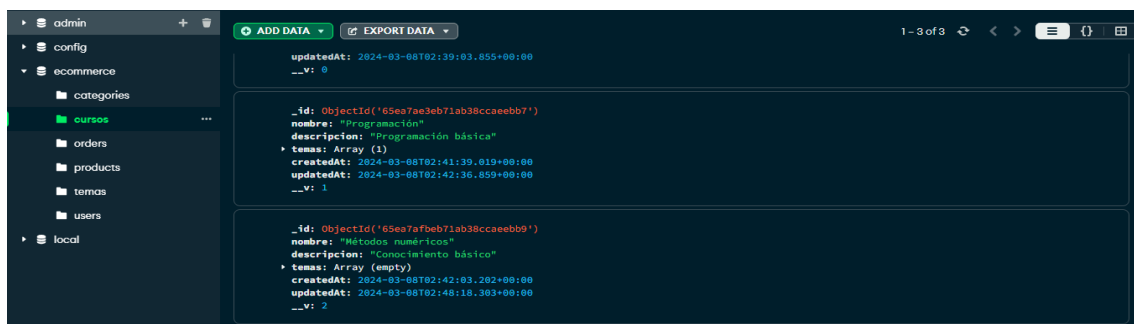 admin
config
ecommerce
categories
cursos
orders
products
temas
users
local
ADD DATA
EXPORT DATA
1 – 3 of 3
{}
updatedAt: 2024-03-08T02:39:03.855+00:00
__v: 0
_id: ObjectId('65ea7ae3eb71ab38ccaeebb7')
nombre: "Programación"
descripcion: "Programación básica"
temas: Array (1)
createdAt: 2024-03-08T02:41:39.019+00:00
updatedAt: 2024-03-08T02:42:36.859+00:00
__v: 1
_id: ObjectId('65ea7afbeb71ab38ccaeebb9')
nombre: "Métodos numéricos"
descripcion: "Conocimiento básico"
temas: Array (empty)
createdAt: 2024-03-08T02:42:03.202+00:00
updatedAt: 2024-03-08T02:48:18.303+00:00
__v: 2